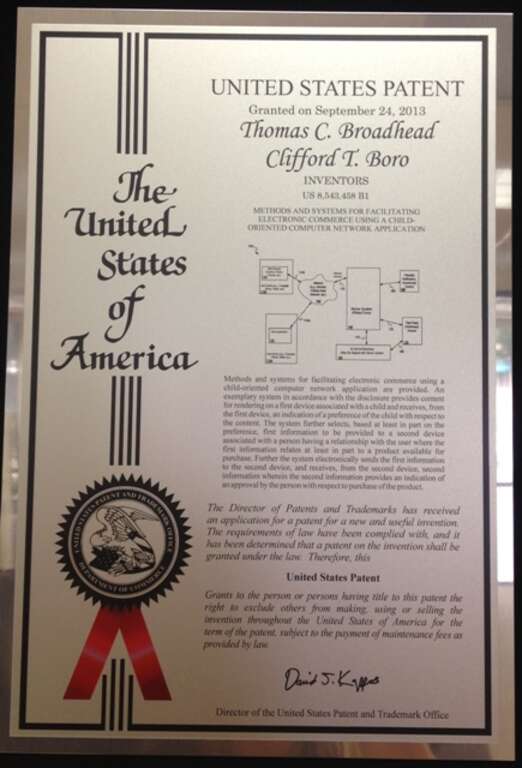 The
United
States
of
America
UNITED STATES PATENT AND TRADEMARK OFFICE
DEPARTMENT OF COMMERCE
UNITED STATES PATENT
Granted on September 24, 2013
Thomas C. Broadhead
Clifford T. Boro
INVENTORS
US 8,543,458 B1
METHODS AND SYSTEMS FOR FACILITATING
ELECTRONIC COMMERCE USING A CHILD-
ORIENTED COMPUTER NETWORK APPLICATION
Methods and systems for facilitating electronic commerce using a
child-oriented computer network application are provided. An
exemplary system in accordance with the disclosure provides content
for rendering on a first device associated with a child and receives, from
the first device, an indication of a preference of the child with respect to
the content. The system further selects, based at least in part on the
preference, first information to be provided to a second device
associated with a person having a relationship with the user where the
first information relates at least in part to a product available for
purchase. Further the system electronically sends the first information
to the second device, and receives, from the second device, second
information wherein the second information provides an indication of
an approval by the person with respect to purchase of the product.
The Director of Patents and Trademarks has received
an application for a patent for a new and useful invention.
The requirements of law have been complied with, and it
has been determined that a patent on the invention shall be
granted under the law. Therefore, this
United States Patent
Grants to the person or persons having title to this patent the
right to exclude others from making, using or selling the
invention throughout the United States of America for the
term of the patent, subject to the payment of maintenance fees as
provided by law.
David J. Kappos
Director of the United States Patent and Trademark Office